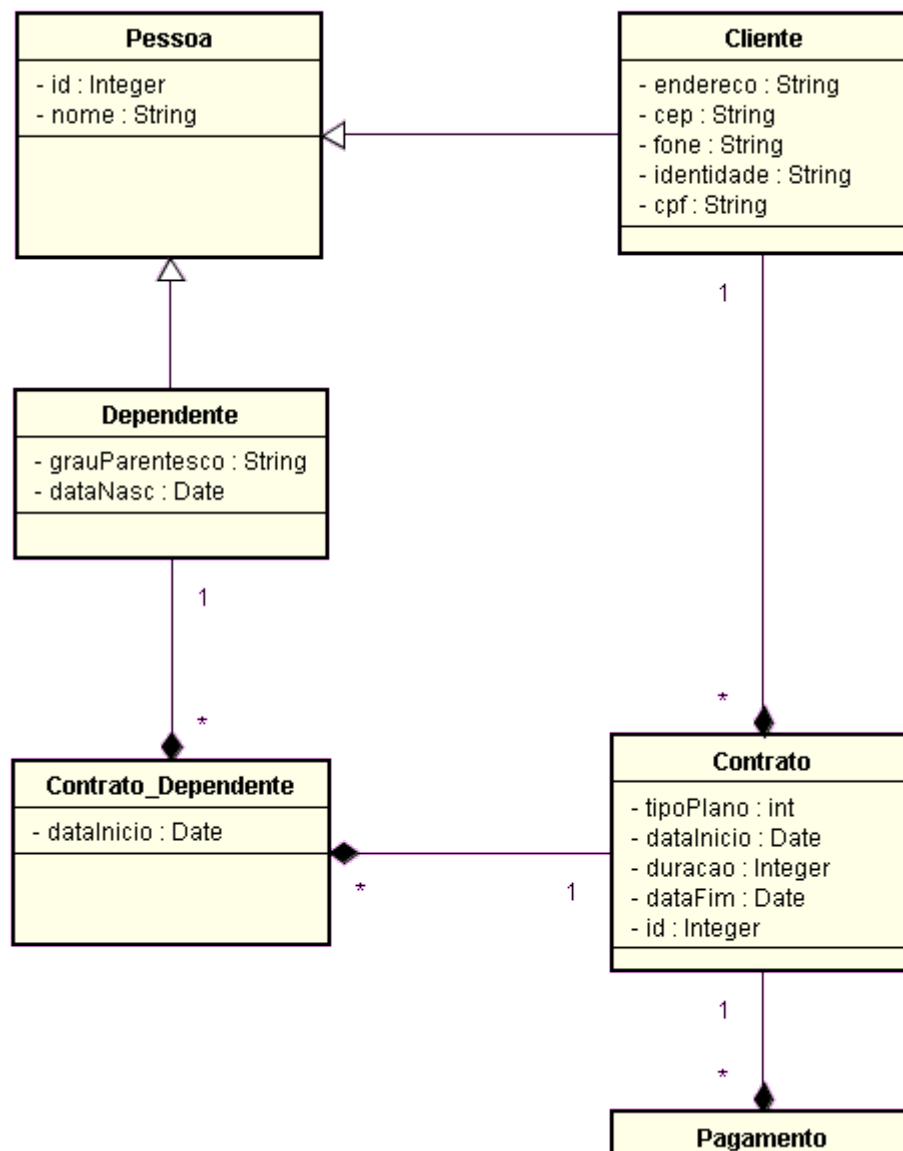 Pessoa
- id : Integer
- nome : String
Cliente
- endereco : String
- cep : String
- fone : String
- identidade : String
- cpf : String
1
Dependente
- grauParentesco : String
- dataNasc : Date
1
*
*
Contrato_Dependente
- dataInicio : Date
*
1
Contrato
- tipoPlano : int
- dataInicio : Date
- duracao : Integer
- dataFim : Date
- id : Integer
1
*
Pagamento